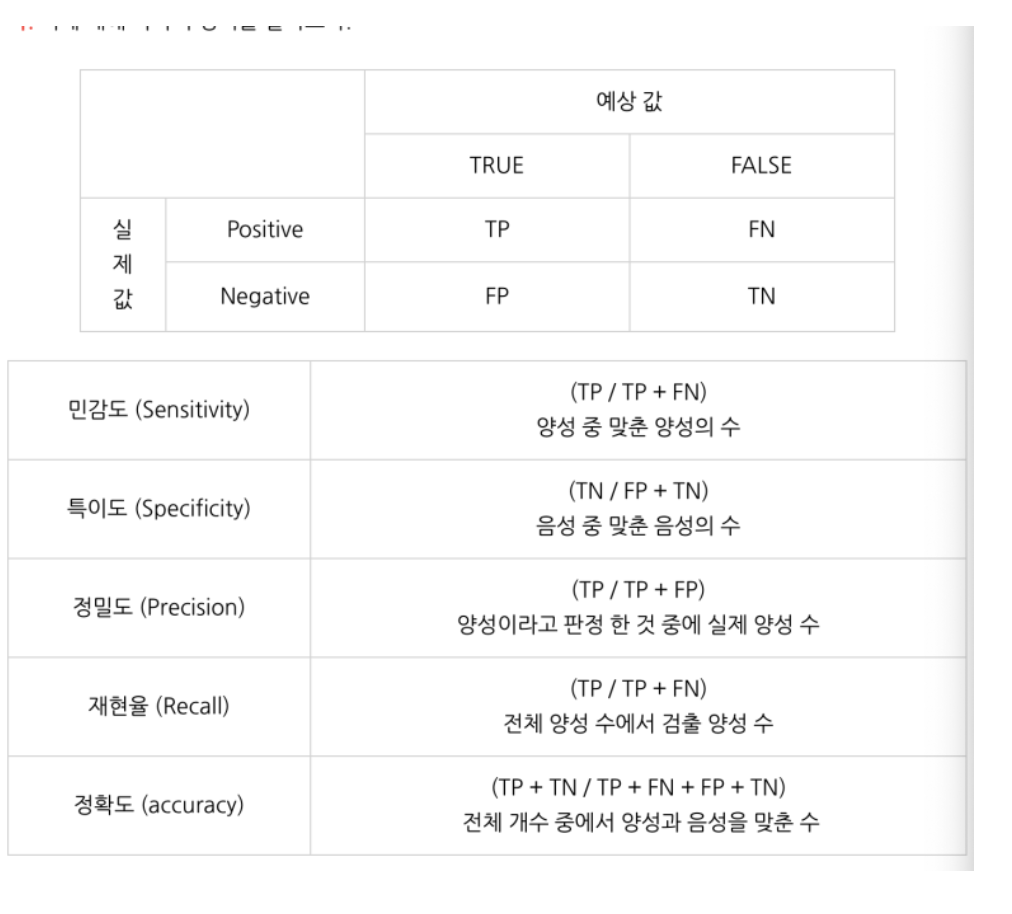 예상 값
TRUE
FALSE
실
제
값
Positive
TP
FN
Negative
FP
TN
민감도 (Sensitivity)
(TP / TP + FN)
양성 중 맞춘 양성의 수
특이도 (Specificity)
(TN / FP + TN)
음성 중 맞춘 음성의 수
정밀도 (Precision)
(TP / TP + FP)
양성이라고 판정 한 것 중에 실제 양성 수
재현율 (Recall)
(TP / TP + FN)
전체 양성 수에서 검출 양성 수
정확도 (accuracy)
(TP + TN / TP + FN + FP + TN)
전체 개수 중에서 양성과 음성을 맞춘 수